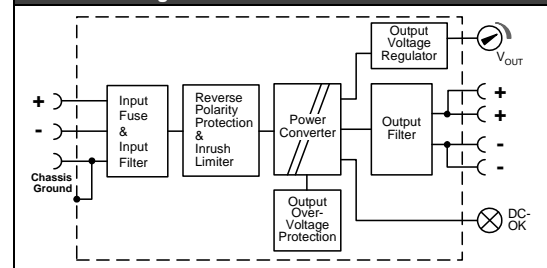 Output
Voltage
Regulator
VOUT
+
-
Chassis
Ground
Input
Fuse
&
Input
Filter
Reverse
Polarity
Protection
&
Inrush
Limiter
Power
Converter
Output
Filter
+
+
-
-
Output
Over-
Voltage
Protection
DC-
OK